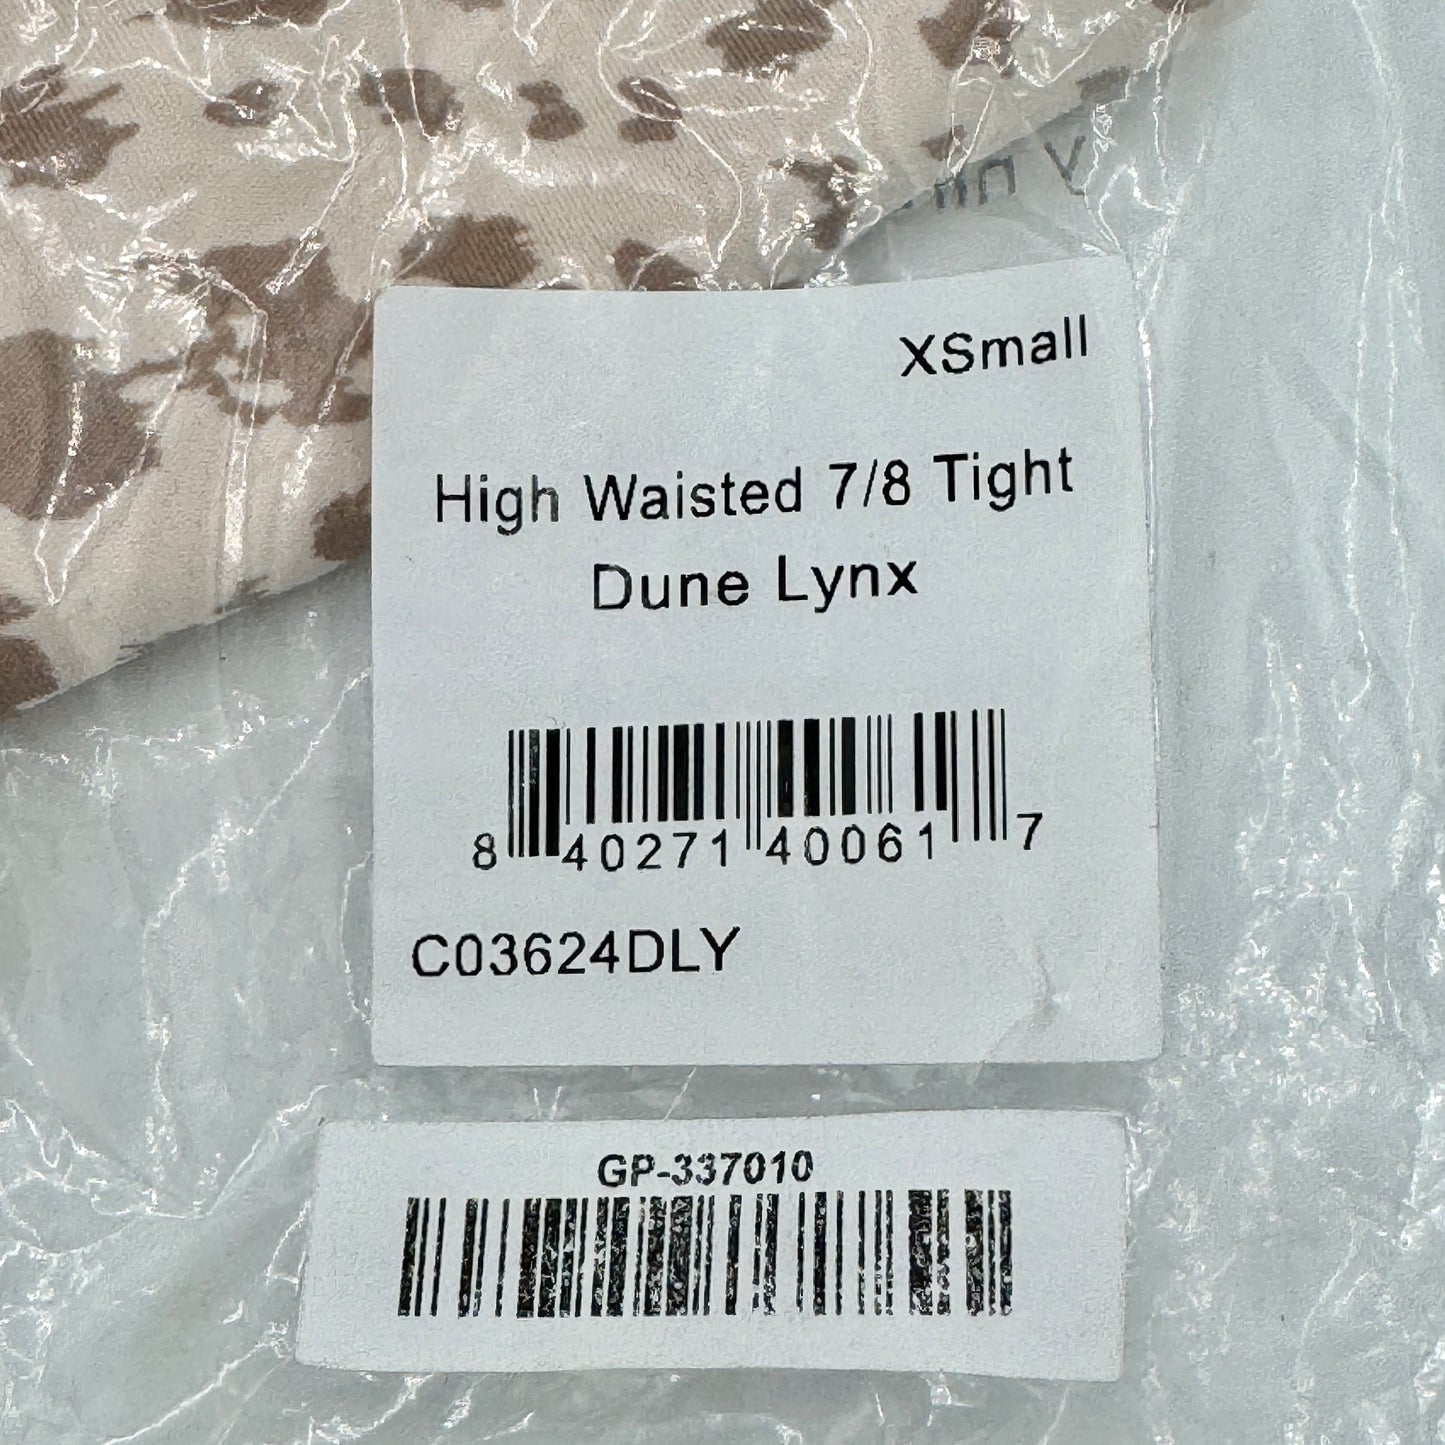 XSmall
High Waisted 7/8 Tight
Dune Lynx
8 40271 40061 7
C03624DLY
GP-337010